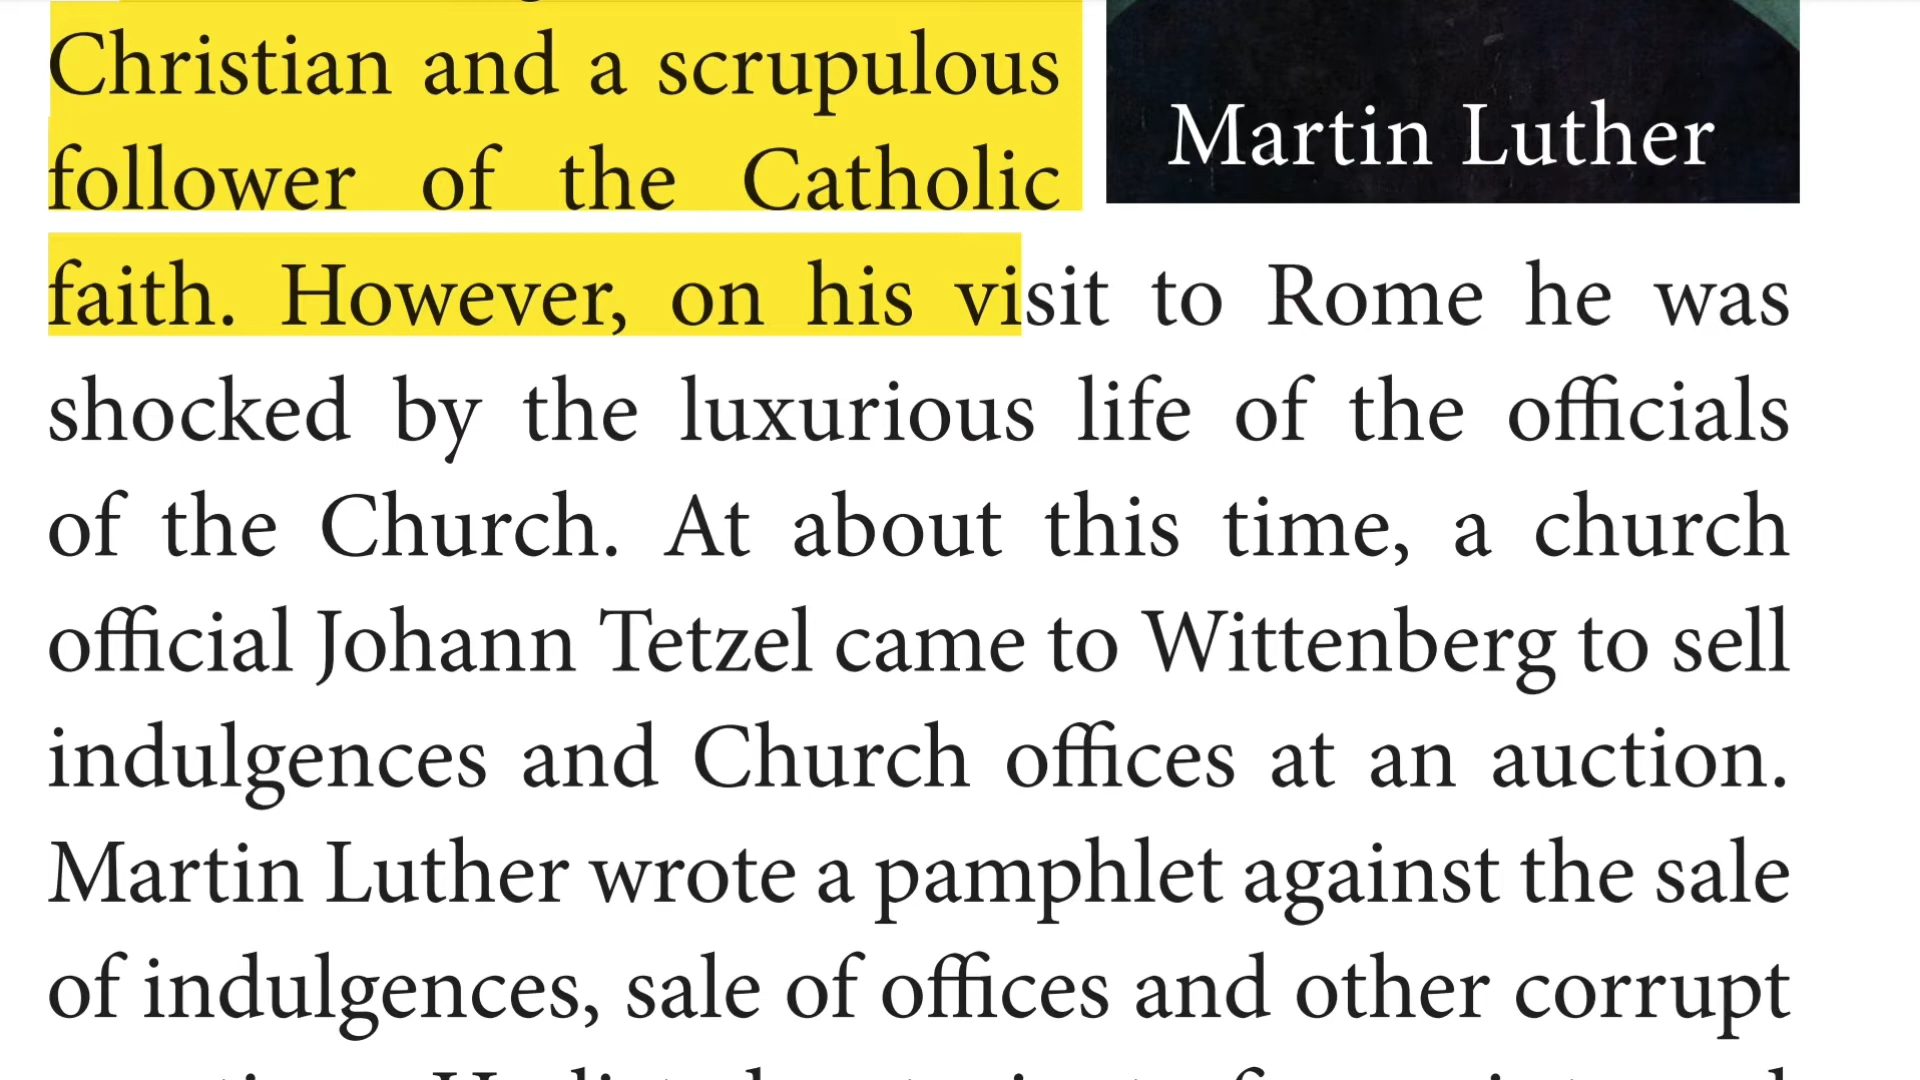 Christian and a scrupulous
follower of the Catholic
Martin Luther
faith. However, on his visit to Rome he was
shocked by the luxurious life of the officials
of the Church. At about this time, a church
official Johann Tetzel came to Wittenberg to sell
indulgences and Church offices at an auction.
Martin Luther wrote a pamphlet against the sale
of indulgences, sale of offices and other corrupt